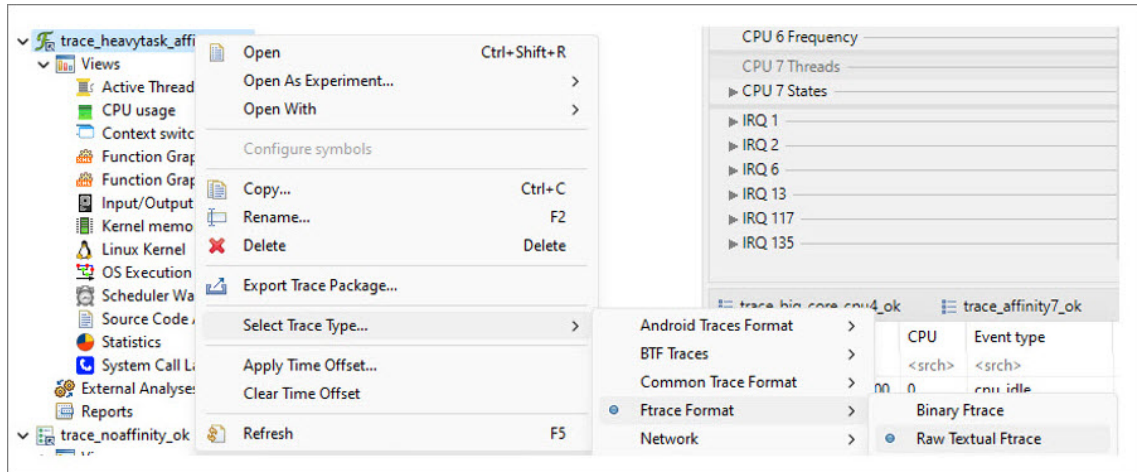 trace_heavytask_affi
Views
Active Thread
CPU usage
Context switc
Function Grap
Function Grap
Input/Output
Kernel memo
Linux Kernel
OS Execution
Scheduler Wa
Source Code
Statistics
System Call La
External Analyse
Reports
trace_noaffinity_ok
Open Ctrl+Shift+R
Open As Experiment...
Open With
Configure symbols
Copy... Ctrl+C
Rename... F2
Delete Delete
Export Trace Package...
Select Trace Type...
Apply Time Offset...
Clear Time Offset
Refresh F5
Android Traces Format
BTF Traces
Common Trace Format
Ftrace Format
Network
Binary Ftrace
Raw Textual Ftrace
CPU 6 Frequency
CPU 7 Threads
CPU 7 States
IRQ 1
IRQ 2
IRQ 6
IRQ 13
IRQ 117
IRQ 135
trace_big_core_cpu4_ok trace_affinity7_ok
CPU Event type
<srch> <srch>
00 0 cpu_idle